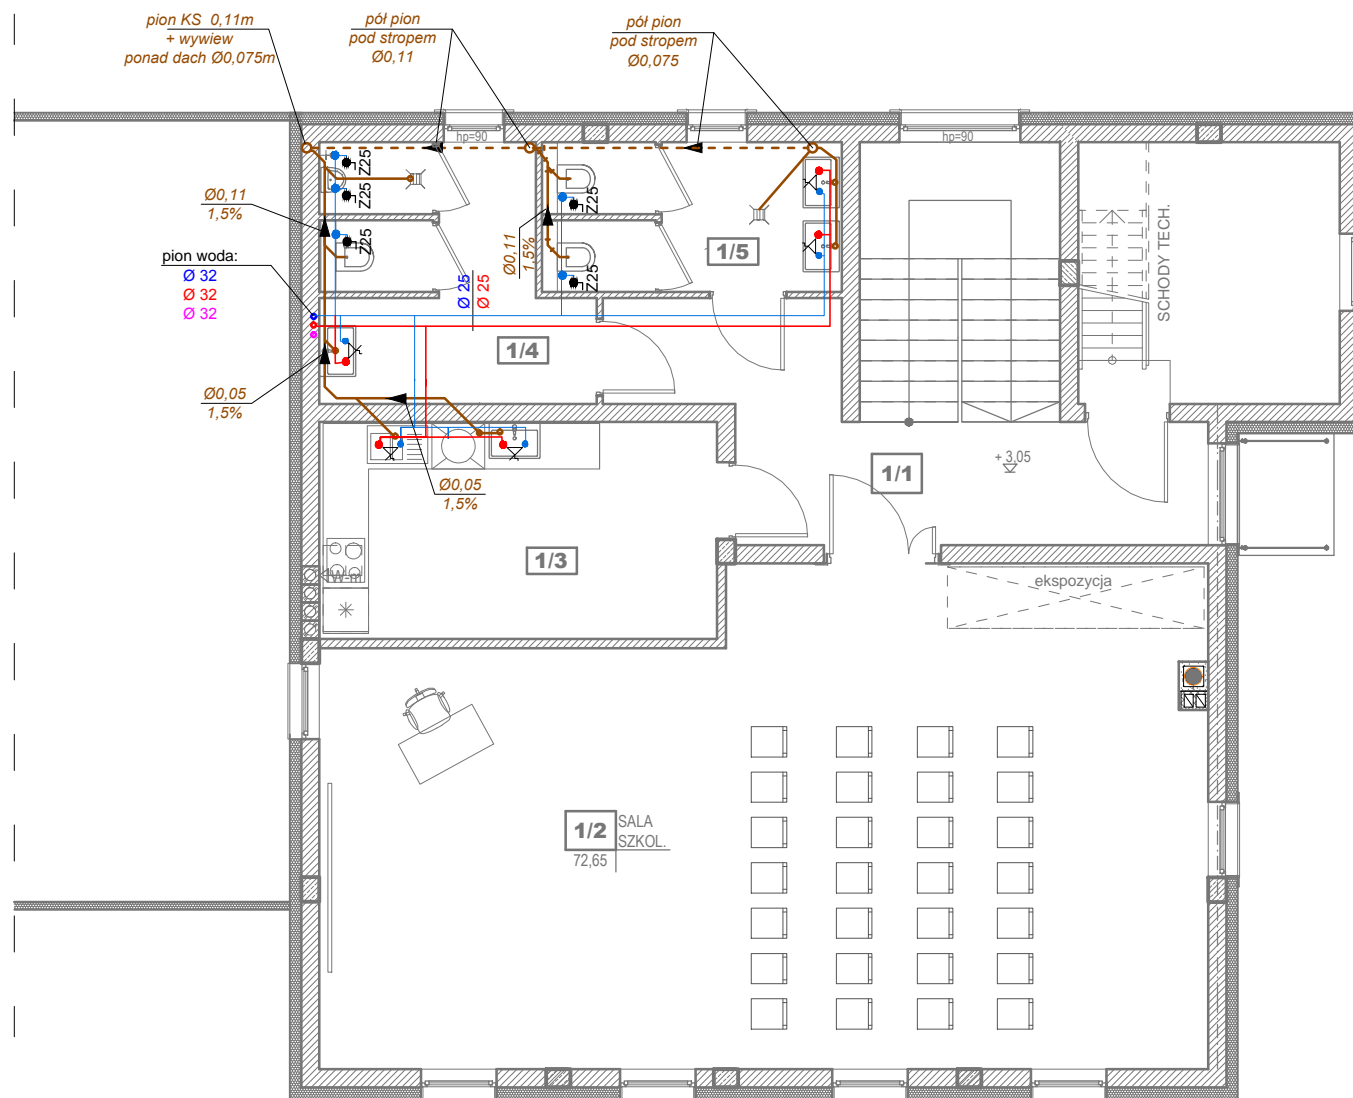 pion KS 0,11m
+ wywiew
ponad dach Ø0,075m
pół pion
pod stropem
Ø0,11
pół pion
pod stropem
Ø0,075
hp=90
hp=90
Z25
Z25
Z25
Z25
Z25
Ø0,11
1,5%
Ø0,11
1,5%
pion woda:
Ø 32
Ø 32
Ø 32
Ø 25
Ø 25
1/5
1/4
SCHODY TECH.
Ø0,05
1,5%
Ø0,05
1,5%
1/1
+ 3,05
1/3
ekspozycja
1/2
SALA
SZKOL.
72,65